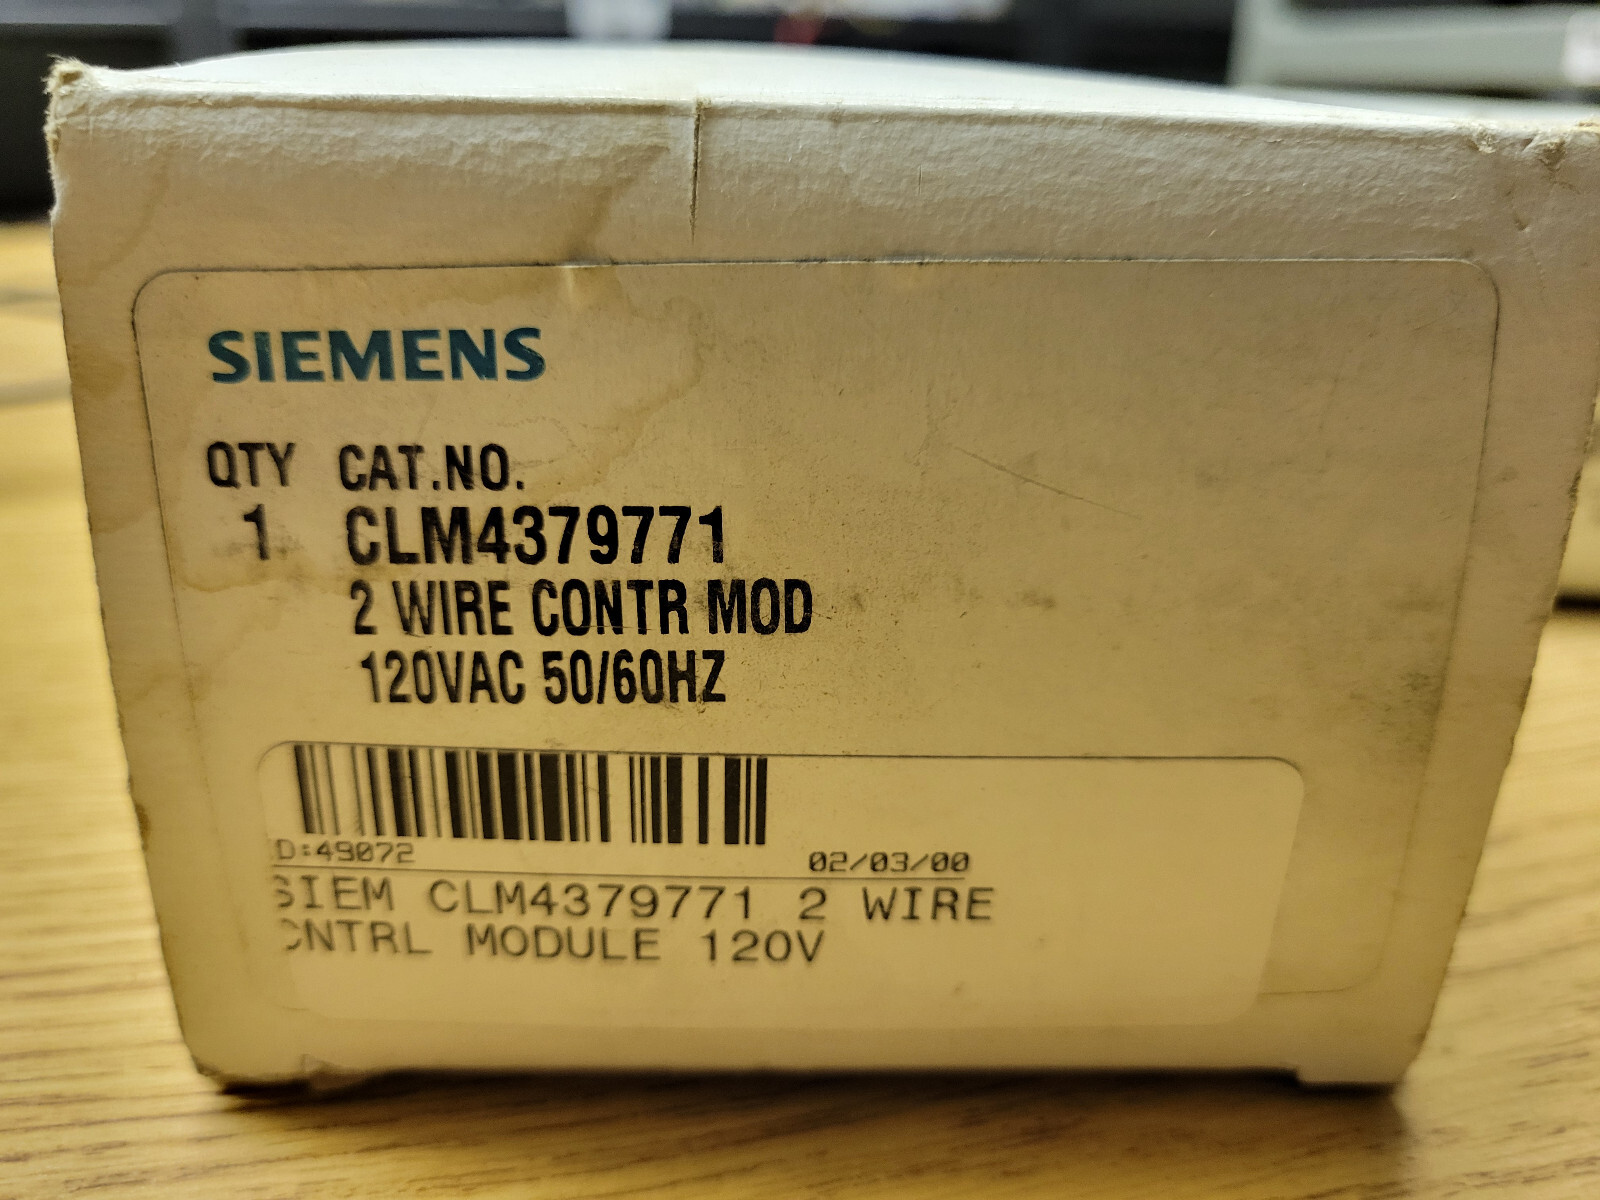 SIEMENS
QTY CAT.NO.
1 CLM4379771
2 WIRE CONTR MOD
120VAC 50/60HZ
D:49072 02/03/00
SIEM CLM4379771 2 WIRE
CNTRL MODULE 120V